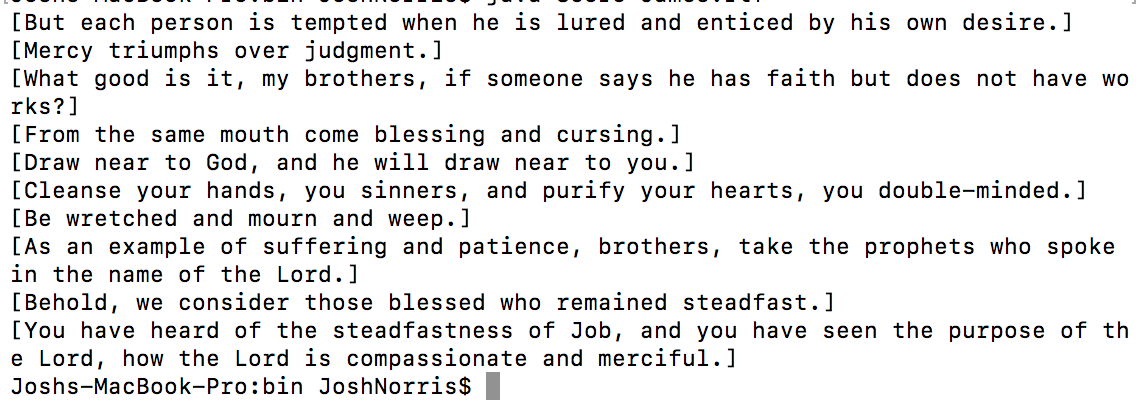 [But each person is tempted when he is lured and enticed by his own desire.]
[Mercy triumphs over judgment.]
[What good is it, my brothers, if someone says he has faith but does not have wo
rks?]
[From the same mouth come blessing and cursing.]
[Draw near to God, and he will draw near to you.]
[Cleanse your hands, you sinners, and purify your hearts, you double-minded.]
[Be wretched and mourn and weep.]
[As an example of suffering and patience, brothers, take the prophets who spoke
in the name of the Lord.]
[Behold, we consider those blessed who remained steadfast.]
[You have heard of the steadfastness of Job, and you have seen the purpose of th
e Lord, how the Lord is compassionate and merciful.]
Joshs-MacBook-Pro:bin JoshNorris$